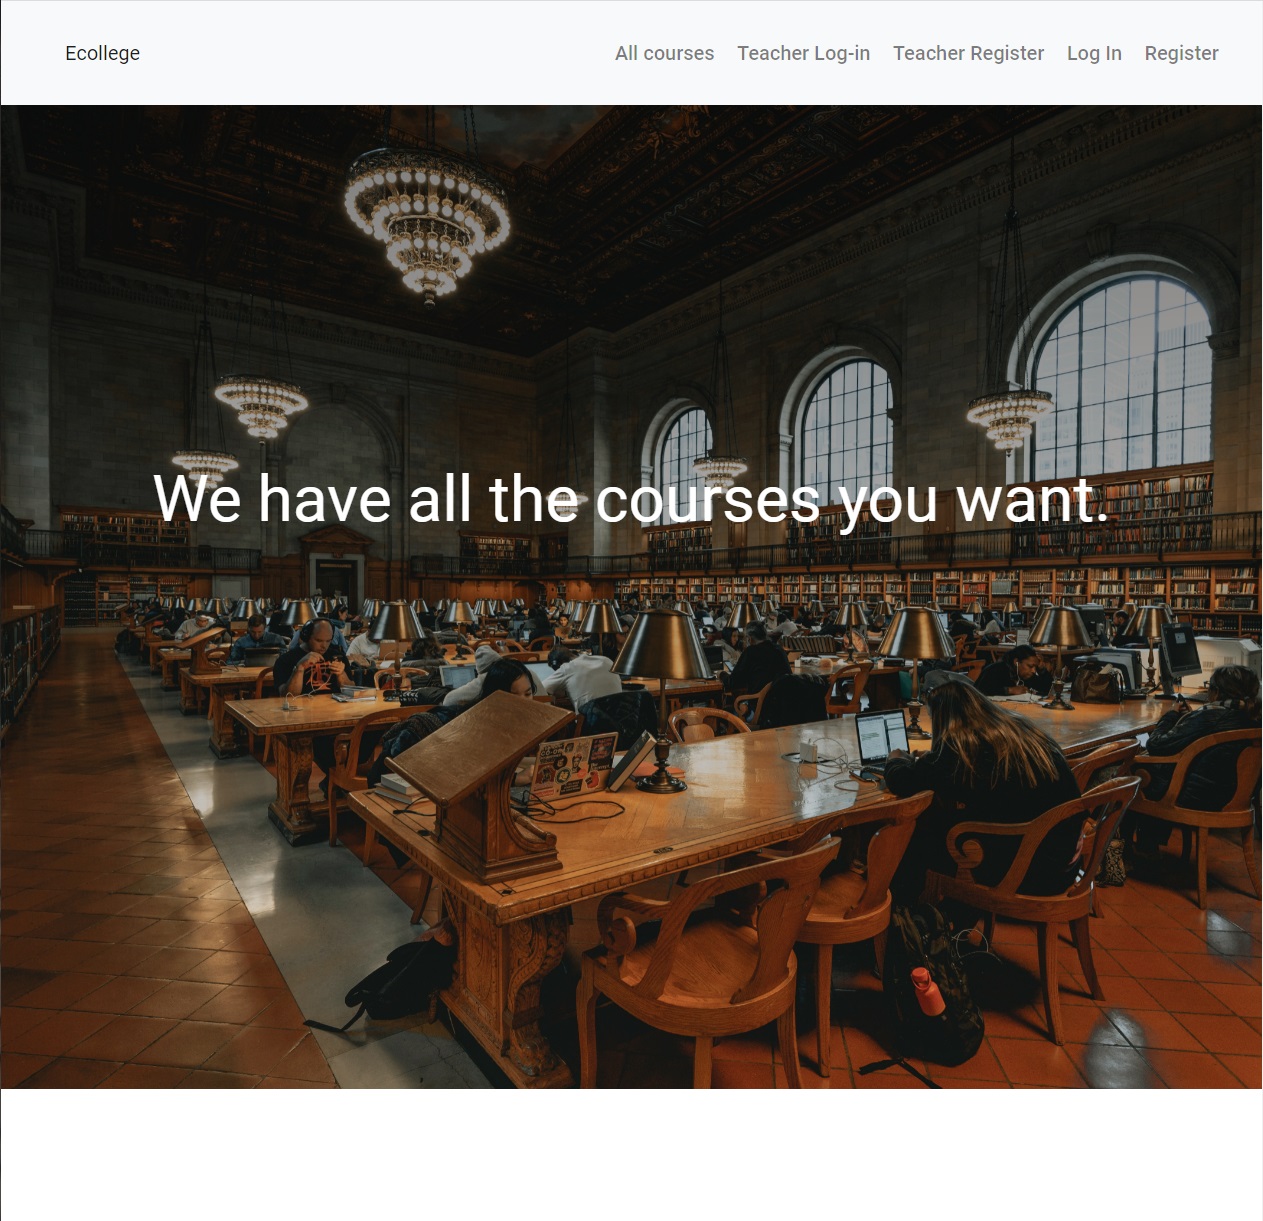 Ecollege
All courses Teacher Log-in Teacher Register Log In Register
We have all the courses you want.